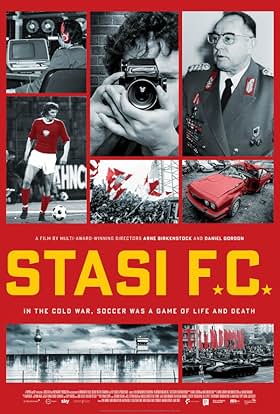 A FILM BY MULTI-AWARD-WINNING DIRECTORS ARNE BIRKENSTOCK AND DANIEL GORDON
STASI F.C.
IN THE COLD WAR, SOCCER WAS A GAME OF LIFE AND DEATH
sky